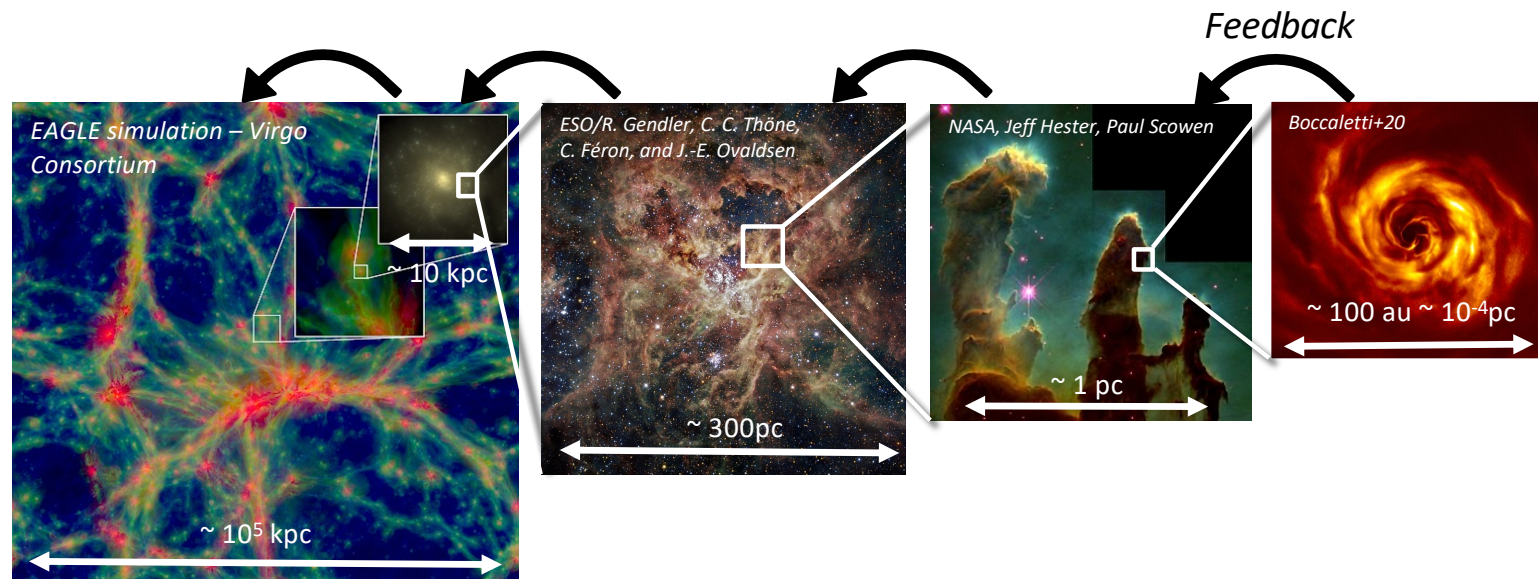 Feedback
EAGLE simulation – Virgo
Consortium
~ 10 kpc
~ 10⁵ kpc
ESO/R. Gendler, C. C. Thöne,
C. Féron, and J.-E. Ovaldsen
~ 300pc
NASA, Jeff Hester, Paul Scowen
~ 1 pc
Boccaletti+20
~ 100 au ~ 10⁻⁴pc